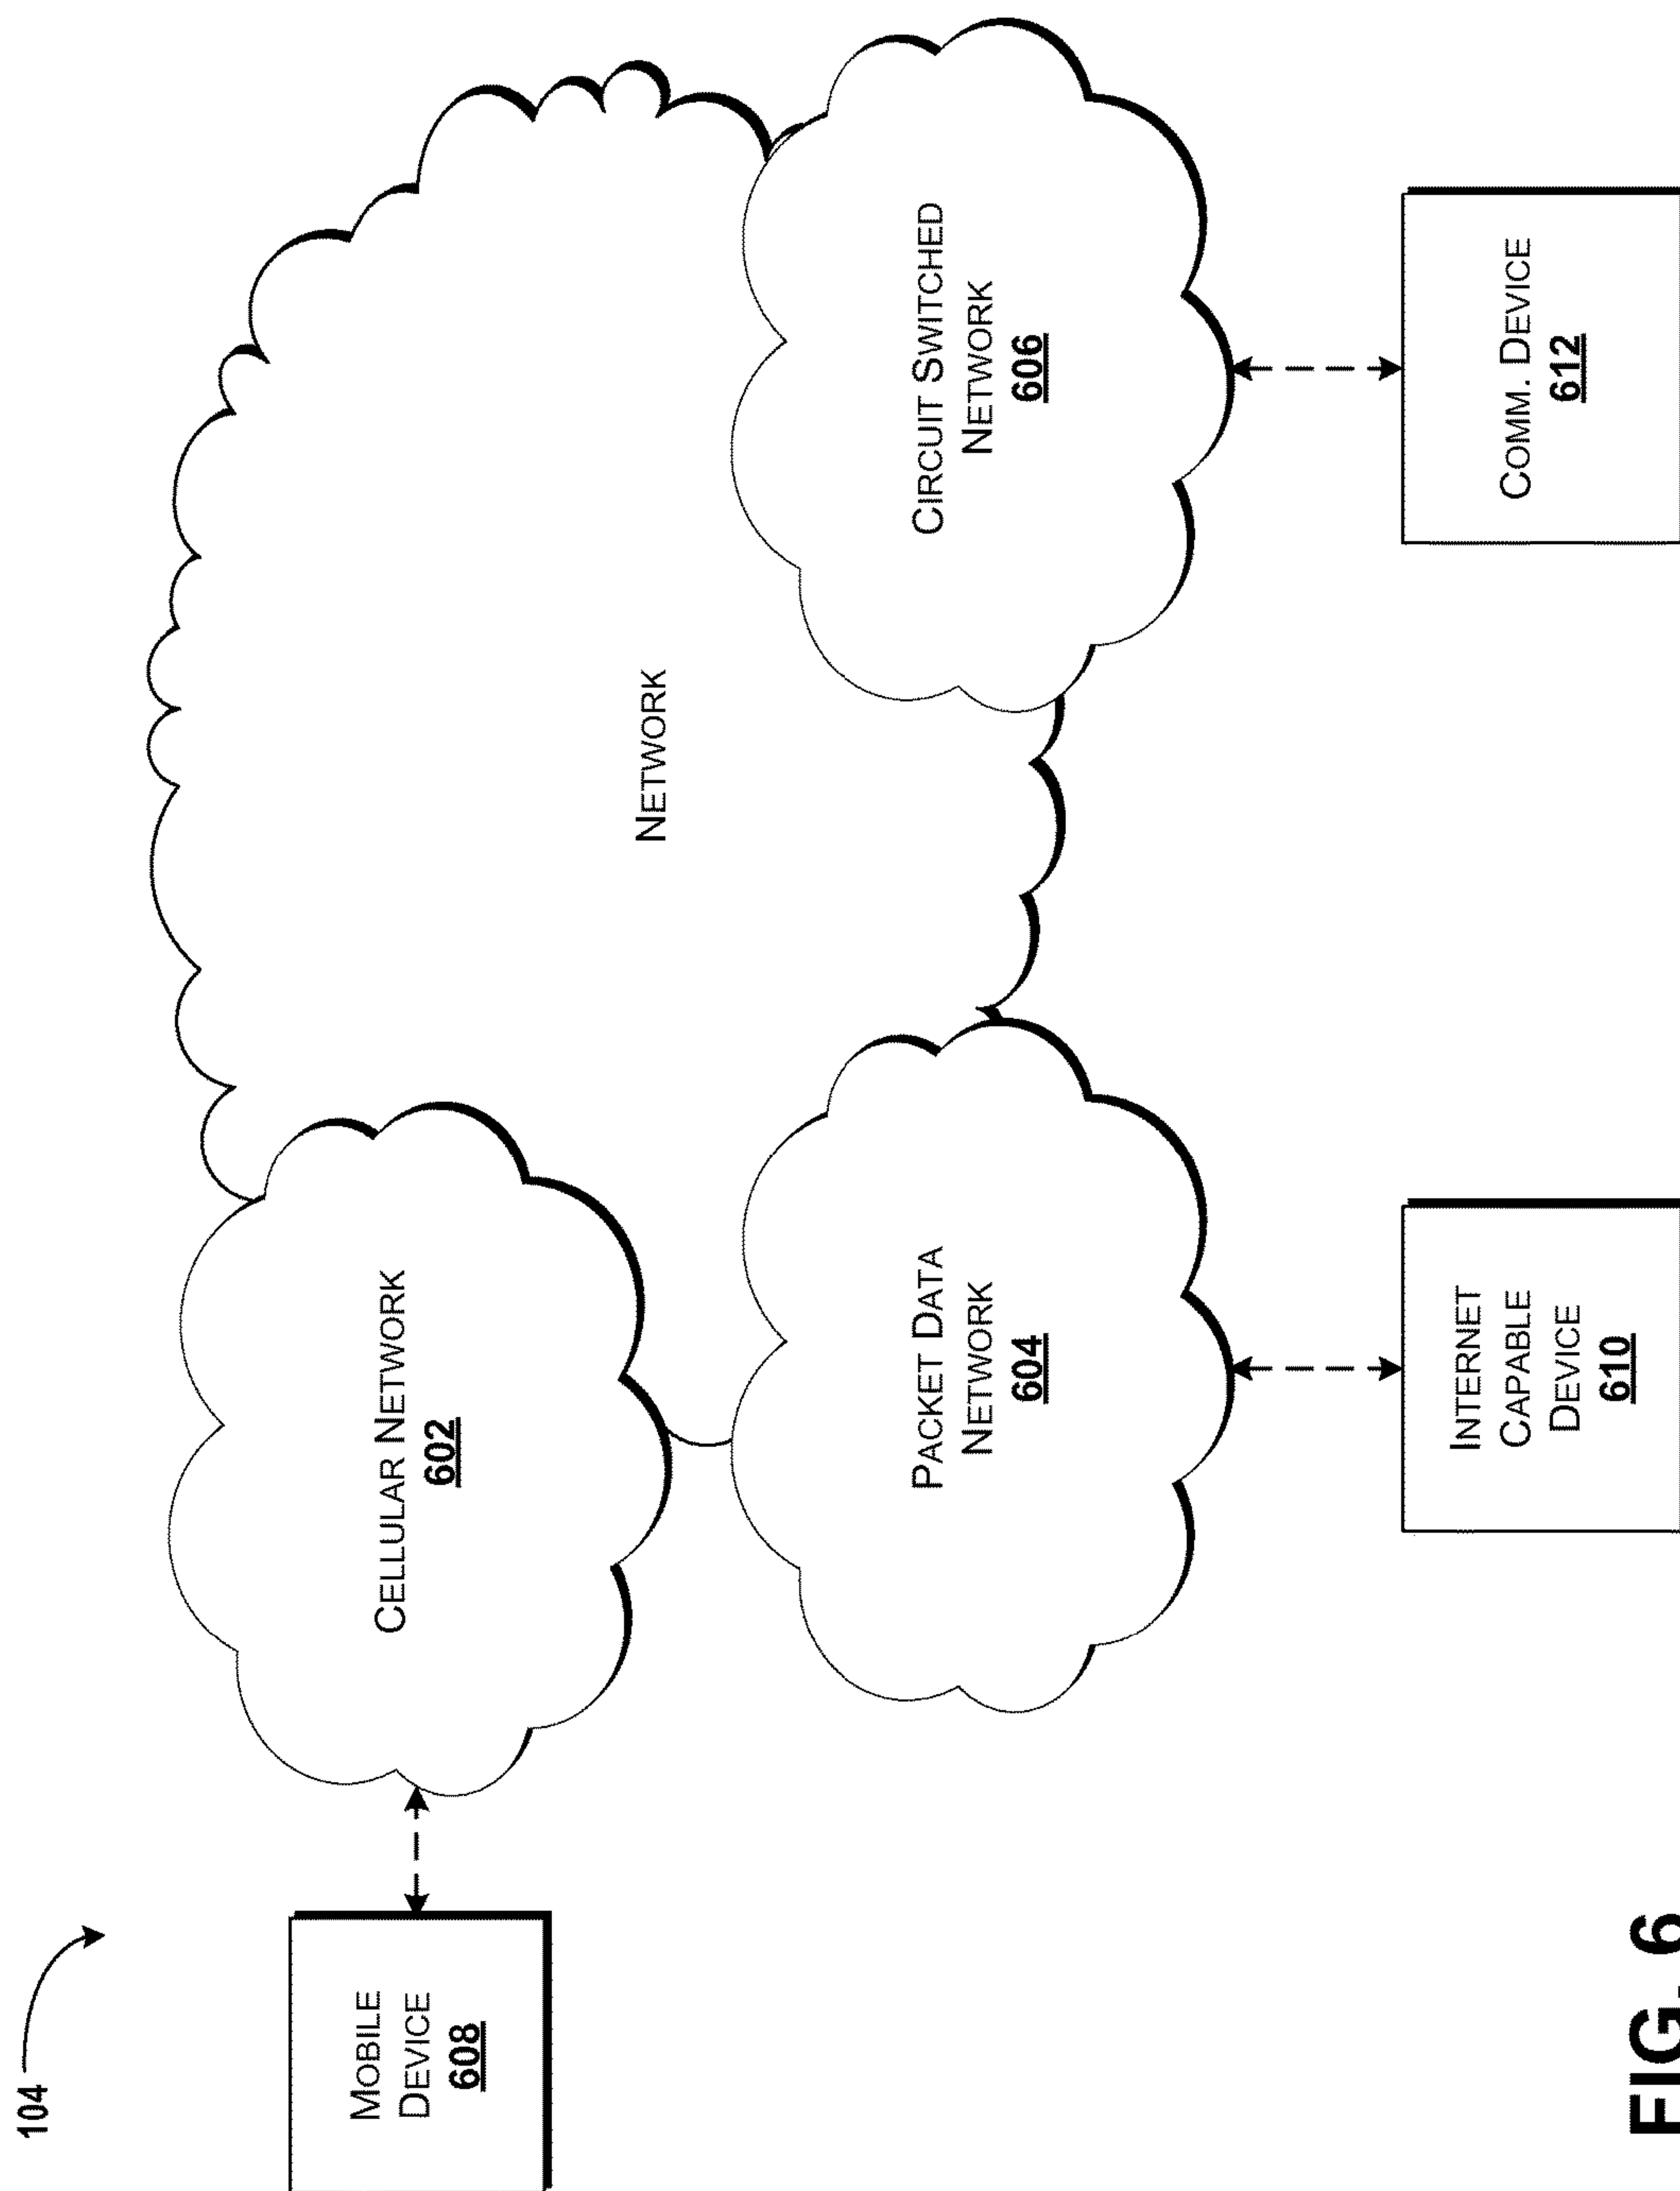 104
MOBILE
DEVICE
608
CELLULAR NETWORK
602
NETWORK
PACKET DATA
NETWORK
604
CIRCUIT SWITCHED
NETWORK
606
INTERNET
CAPABLE
DEVICE
610
COMM. DEVICE
612
FIG. 6